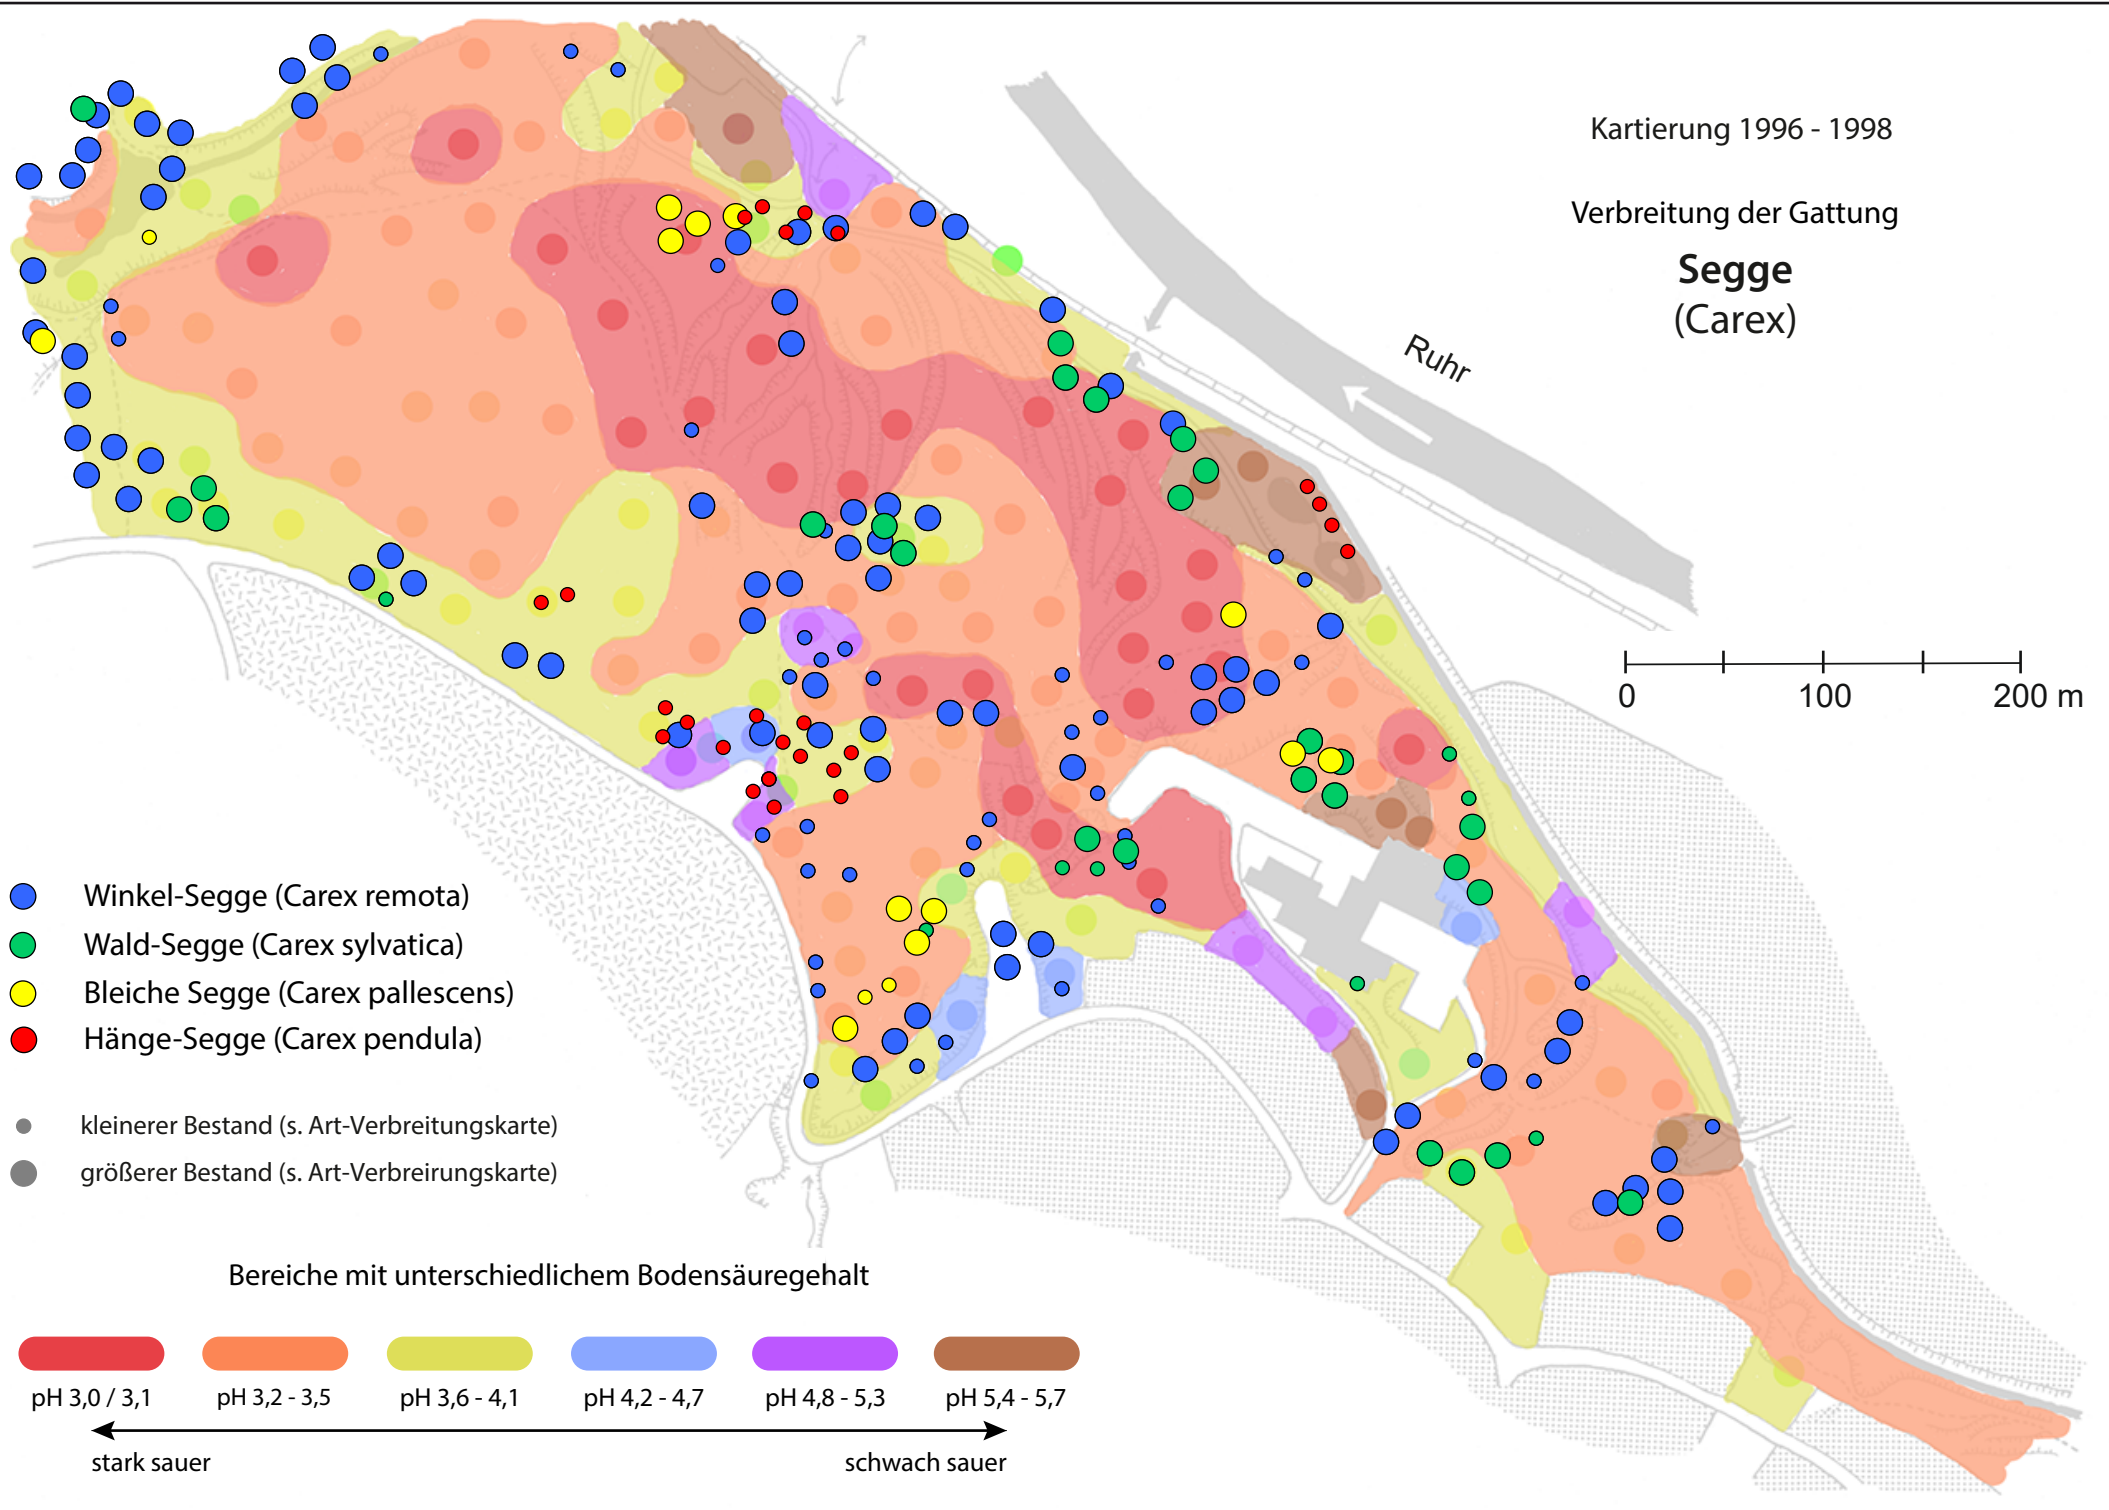 Kartierung 1996 - 1998
Verbreitung der Gattung
Segge
(Carex)
Ruhr
0 100 200 m
Winkel-Segge (Carex remota)
Wald-Segge (Carex sylvatica)
Bleiche Segge (Carex pallescens)
Hänge-Segge (Carex pendula)
kleinerer Bestand (s. Art-Verbreitungskarte)
größerer Bestand (s. Art-Verbreirungskarte)
Bereiche mit unterschiedlichem Bodensäuregehalt
pH 3,0 / 3,1 pH 3,2 - 3,5 pH 3,6 - 4,1 pH 4,2 - 4,7 pH 4,8 - 5,3 pH 5,4 - 5,7
stark sauer schwach sauer